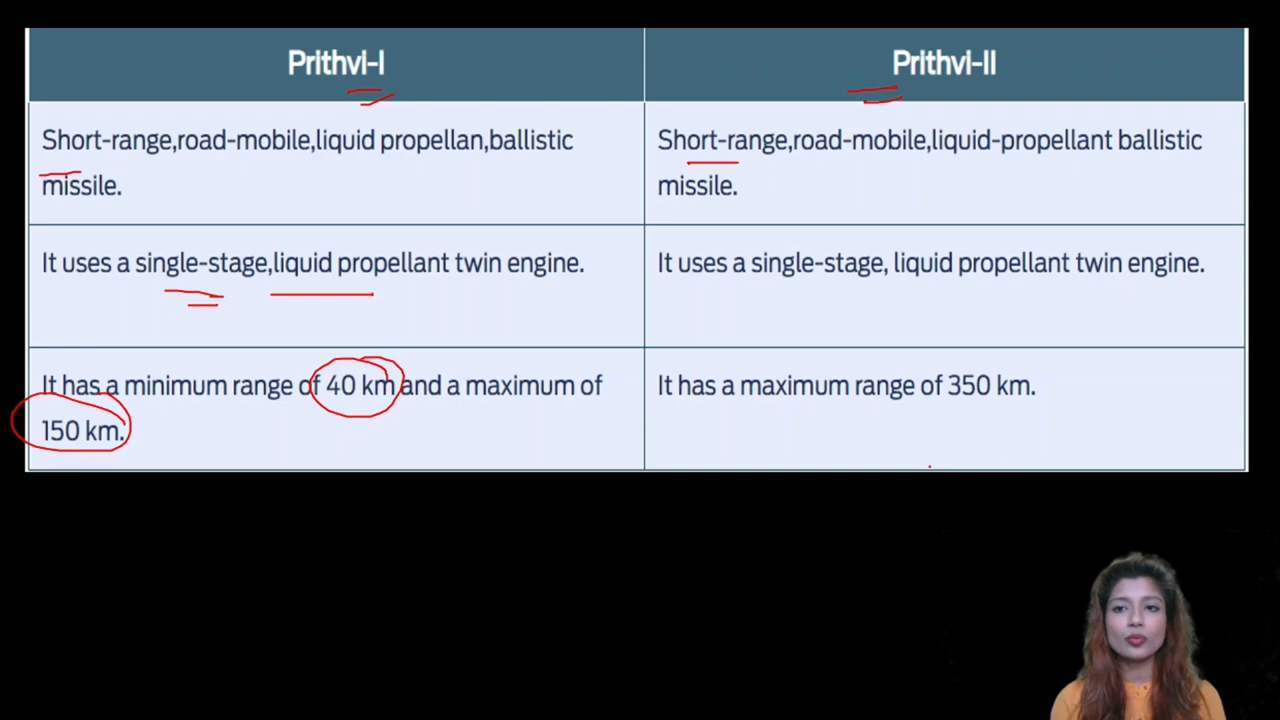 Prithvi-I
Prithvi-II
Short-range,road-mobile,liquid propellan,ballistic
missile.
Short-range,road-mobile,liquid-propellant ballistic
missile.
It uses a single-stage,liquid propellant twin engine.
It uses a single-stage, liquid propellant twin engine.
It has a minimum range of 40 km and a maximum of
150 km.
It has a maximum range of 350 km.